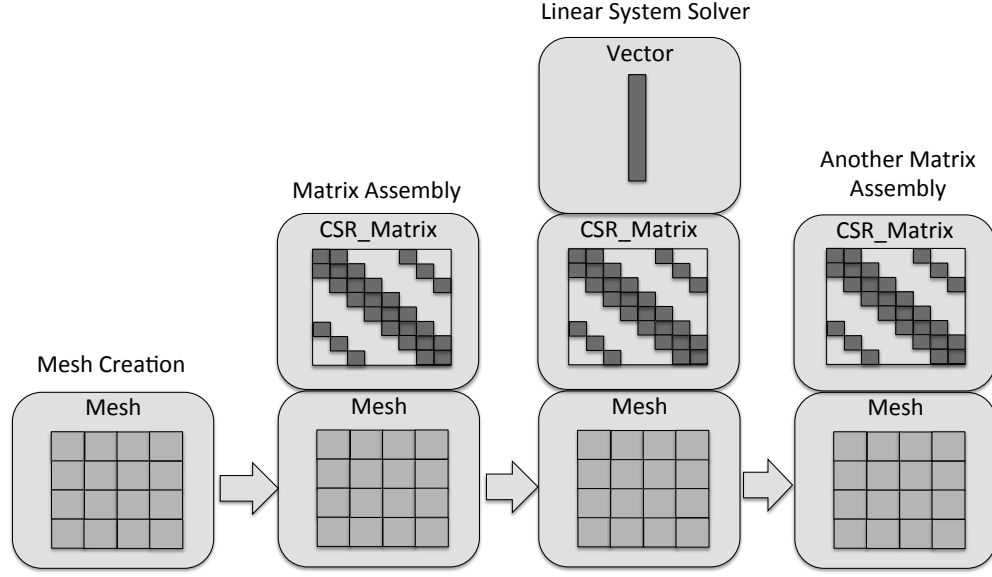 Linear System Solver
Vector
Another Matrix
Assembly
Matrix Assembly
CSR_Matrix
CSR_Matrix
CSR_Matrix
Mesh Creation
Mesh
Mesh
Mesh
Mesh